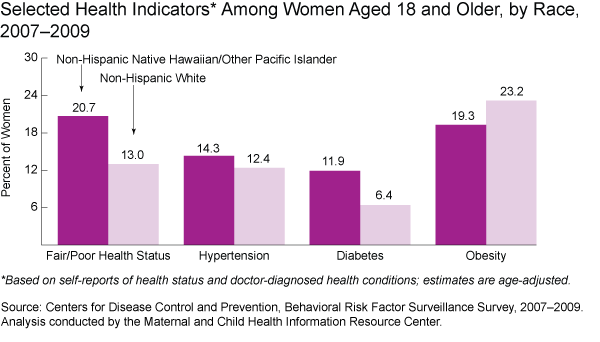 Selected Health Indicators* Among Women Aged 18 and Older, by Race,
2007–2009
30
24
18
12
6
Percent of Women
Non-Hispanic Native Hawaiian/Other Pacific Islander
Non-Hispanic White
20.7
13.0
14.3
12.4
11.9
6.4
19.3
23.2
Fair/Poor Health Status
Hypertension
Diabetes
Obesity
*Based on self-reports of health status and doctor-diagnosed health conditions; estimates are age-adjusted.
Source: Centers for Disease Control and Prevention, Behavioral Risk Factor Surveillance Survey, 2007–2009.
Analysis conducted by the Maternal and Child Health Information Resource Center.